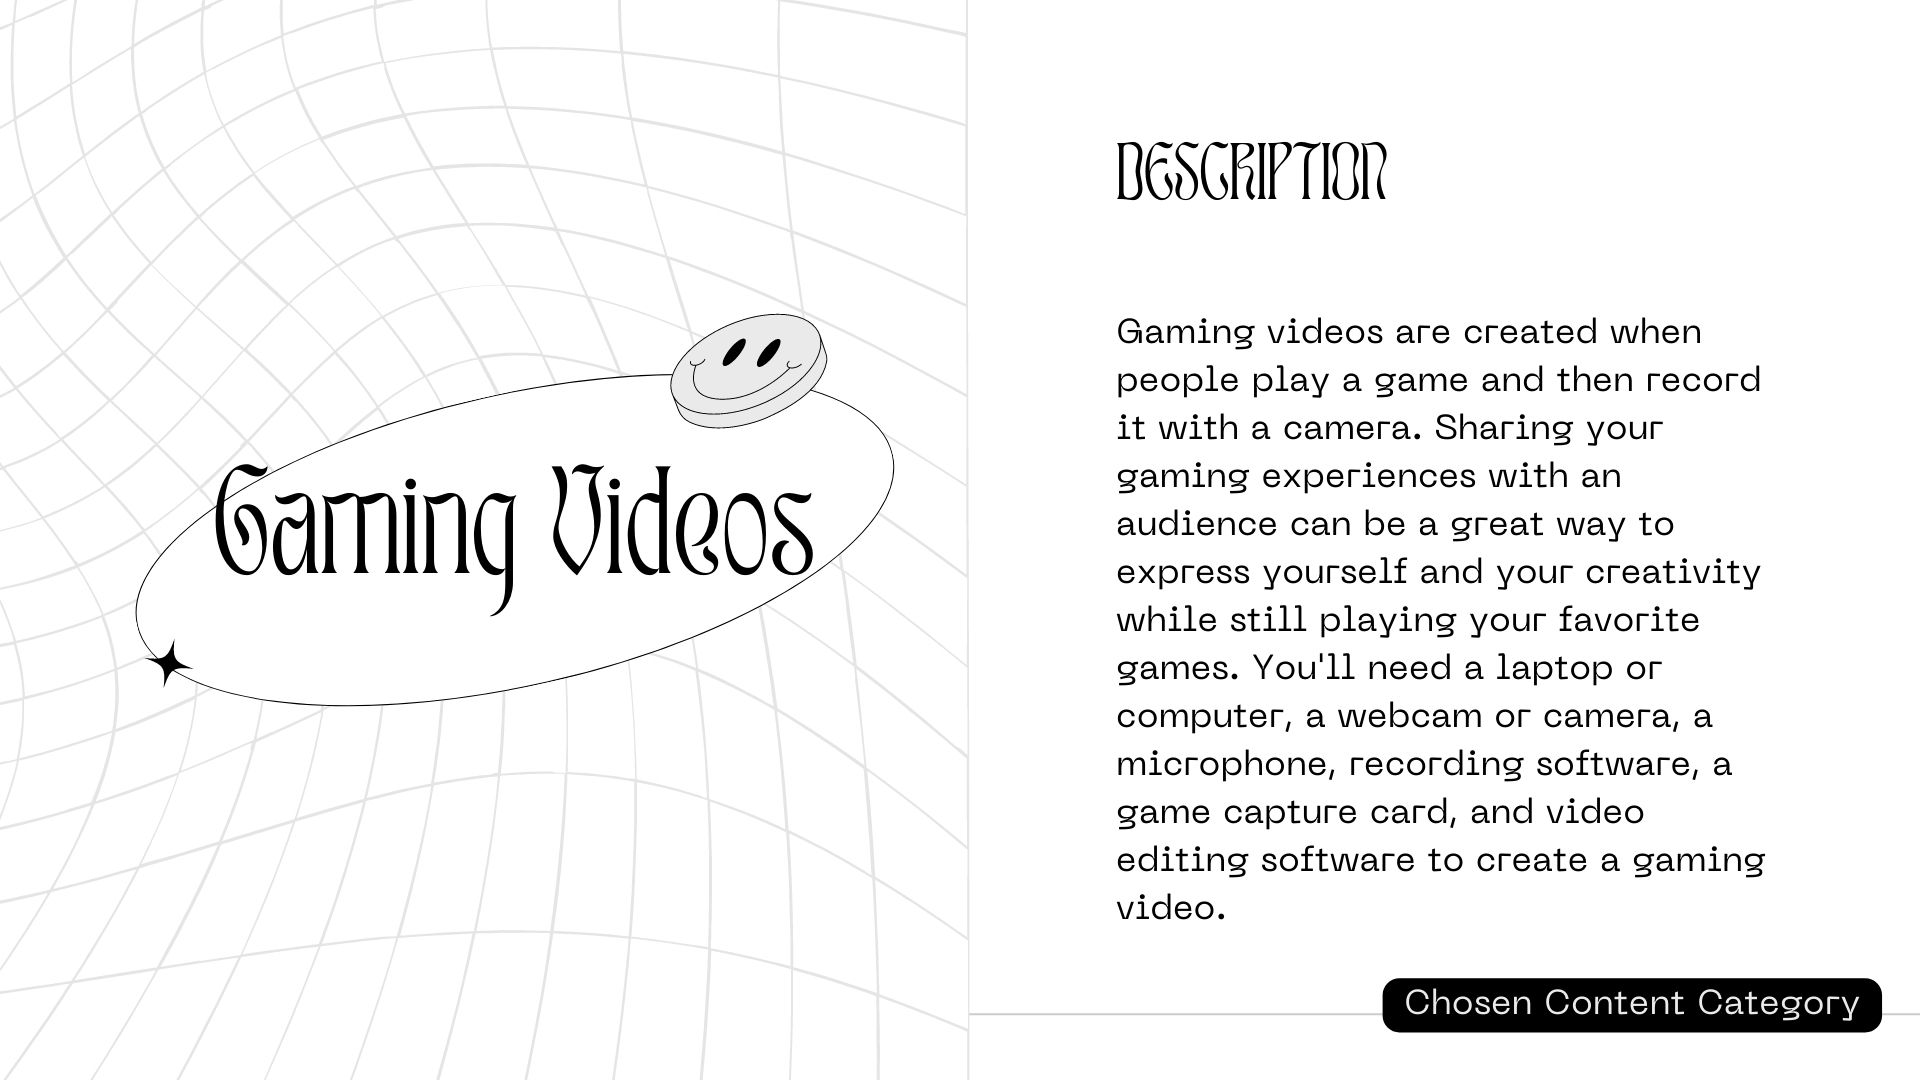 Gaming Videos
DESCRIPTION
Gaming videos are created when
people play a game and then record
it with a camera. Sharing your
gaming experiences with an
audience can be a great way to
express yourself and your creativity
while still playing your favorite
games. You'll need a laptop or
computer, a webcam or camera, a
microphone, recording software, a
game capture card, and video
editing software to create a gaming
video.
Chosen Content Category